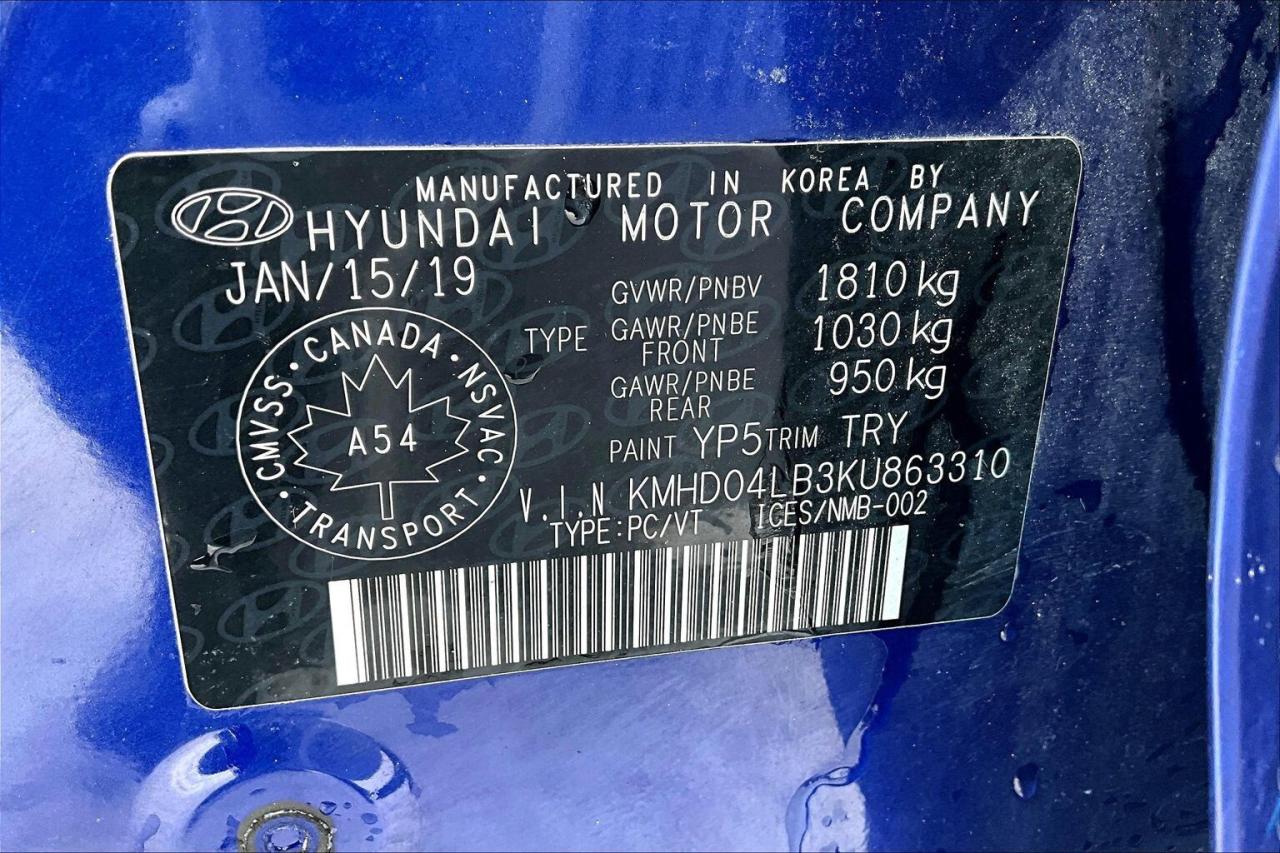 MANUFACTURED IN KOREA BY
HYUNDAI MOTOR COMPANY
JAN/15/19
GVWR/PNBV 1810 kg
TYPE GAWR/PNBE FRONT 1030 kg
GAWR/PNBE REAR 950 kg
PAINT YP5 TRIM TRY
V.I.N KMHD04LB3KU863310
TYPE:PC/VT ICES/NMB-002
CMVSS · CANADA · NSVAC · TRANSPORT ·
A54